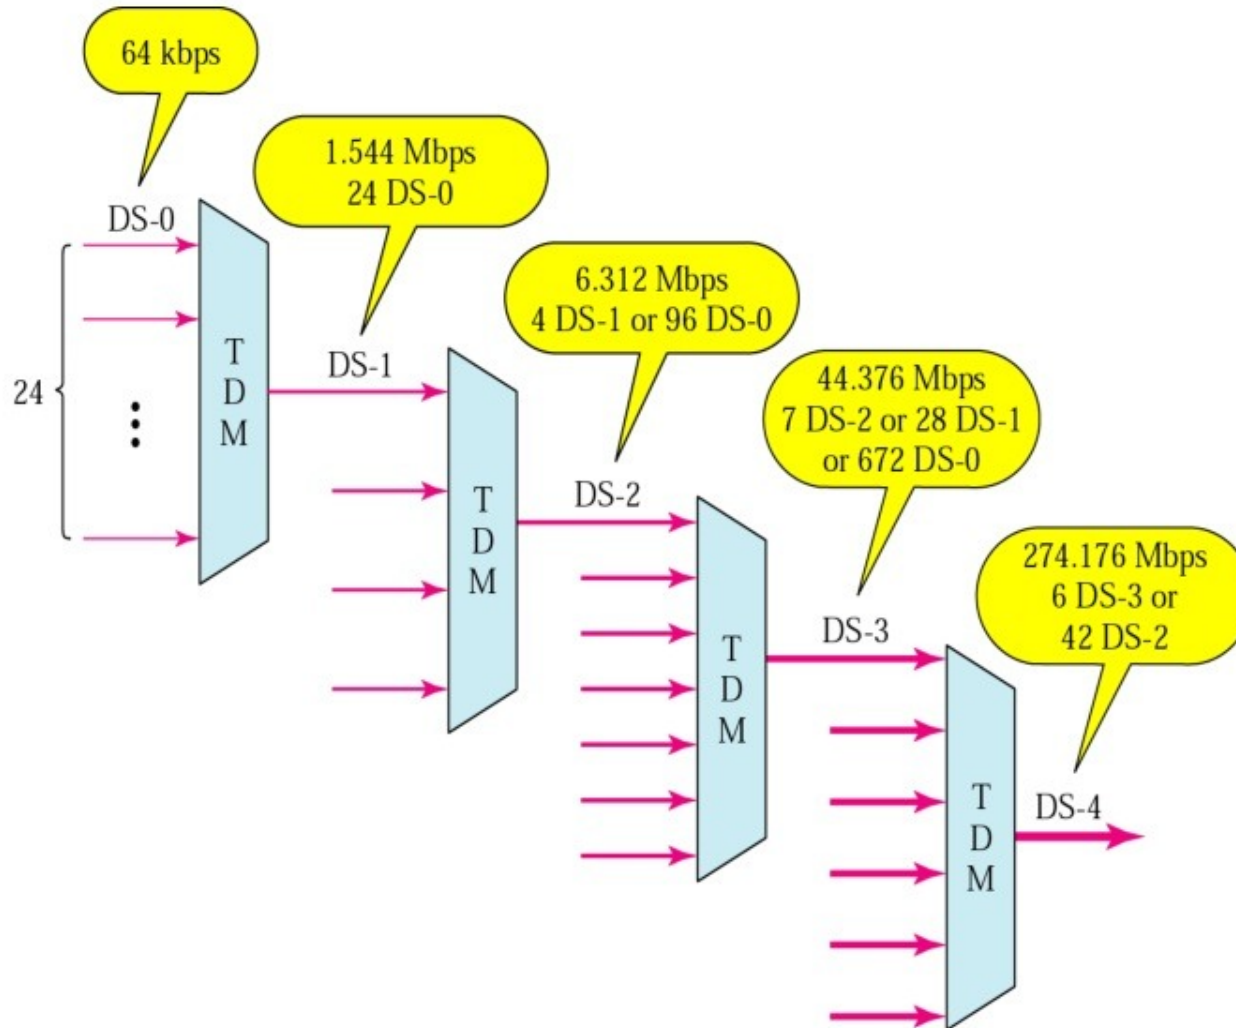 64 kbps
1.544 Mbps
24 DS-0
DS-0
6.312 Mbps
4 DS-1 or 96 DS-0
44.376 Mbps
7 DS-2 or 28 DS-1
or 672 DS-0
24
T
D
M
DS-1
T
D
M
DS-2
274.176 Mbps
6 DS-3 or
42 DS-2
T
D
M
DS-3
T
D
M
DS-4